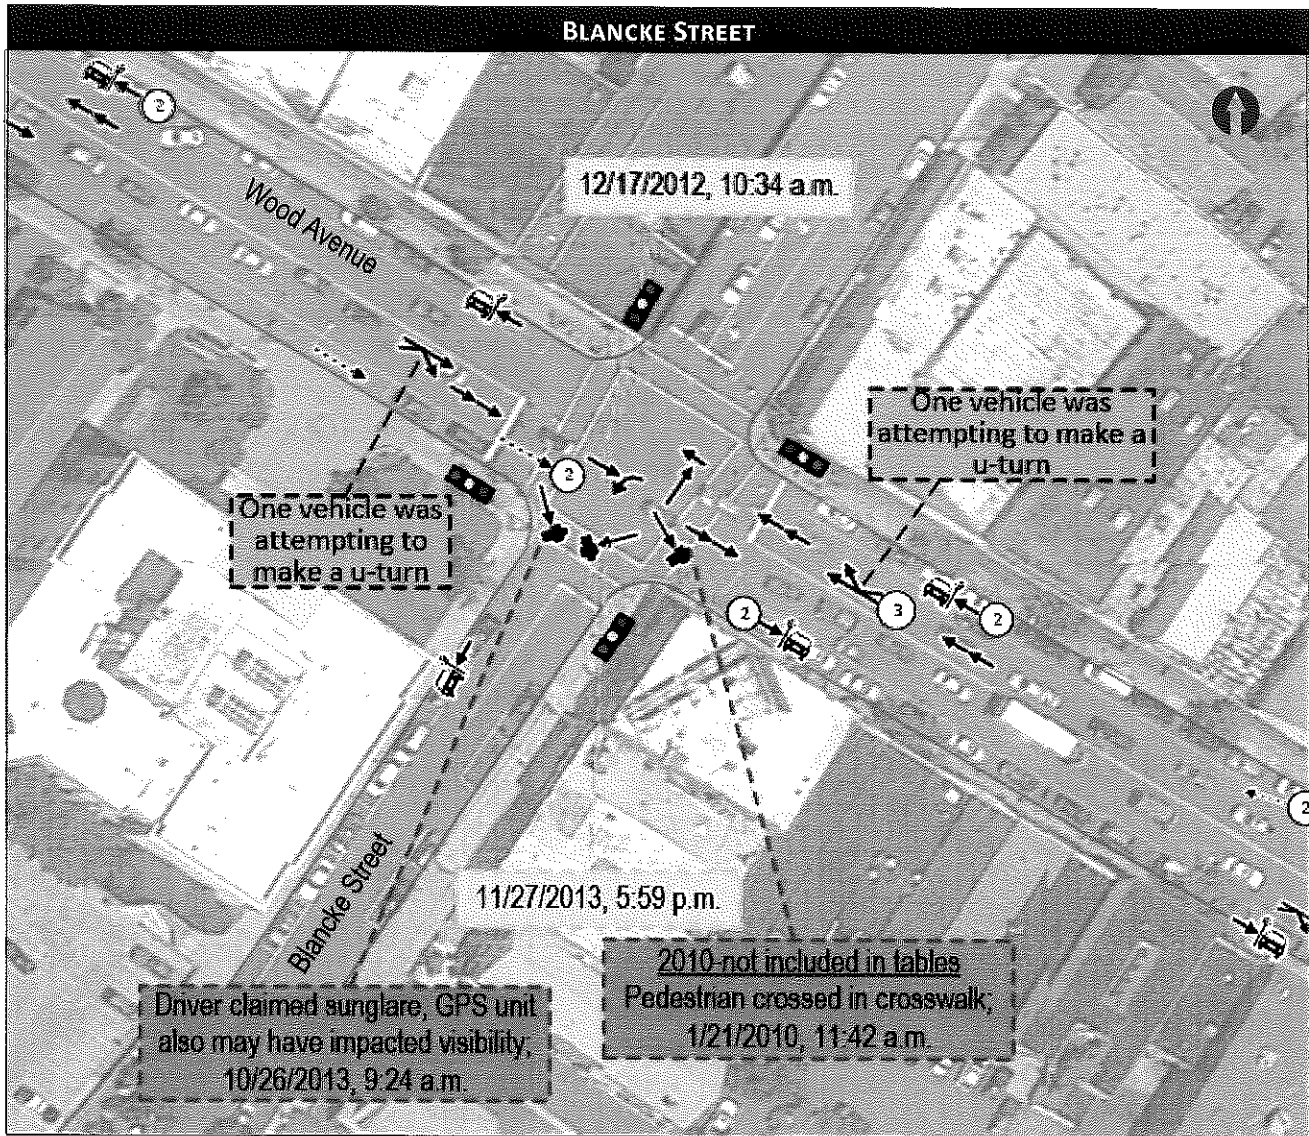 BLANCKE STREET
2
12/17/2012, 10:34 a.m.
Wood Avenue
One vehicle was
attempting to make a
u-turn
2
One vehicle was
attempting to
make a u-turn
2
3
2
2
Blancke Street
11/27/2013, 5:59 p.m.
2010-not included in tables
Pedestrian crossed in crosswalk;
1/21/2010, 11:42 a.m.
Driver claimed sunglare, GPS unit
also may have impacted visibility;
10/26/2013, 9:24 a.m.